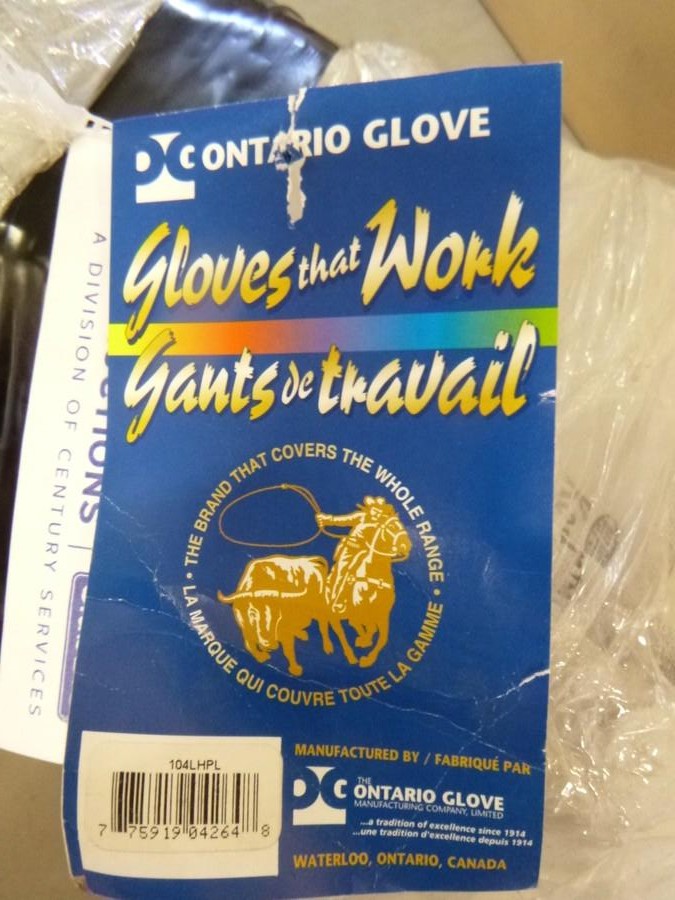 ONTARIO GLOVE
Gloves that Work
Gants de travail
• THE BRAND THAT COVERS THE WHOLE RANGE •
LA MARQUE QUI COUVRE TOUTE LA GAMME
104LHPL
7 75919 04264 8
MANUFACTURED BY / FABRIQUÉ PAR
THE
ONTARIO GLOVE
MANUFACTURING COMPANY, LIMITED
...a tradition of excellence since 1914
...une tradition d'excellence depuis 1914
WATERLOO, ONTARIO, CANADA
A DIVISION OF CENTURY SERVICES